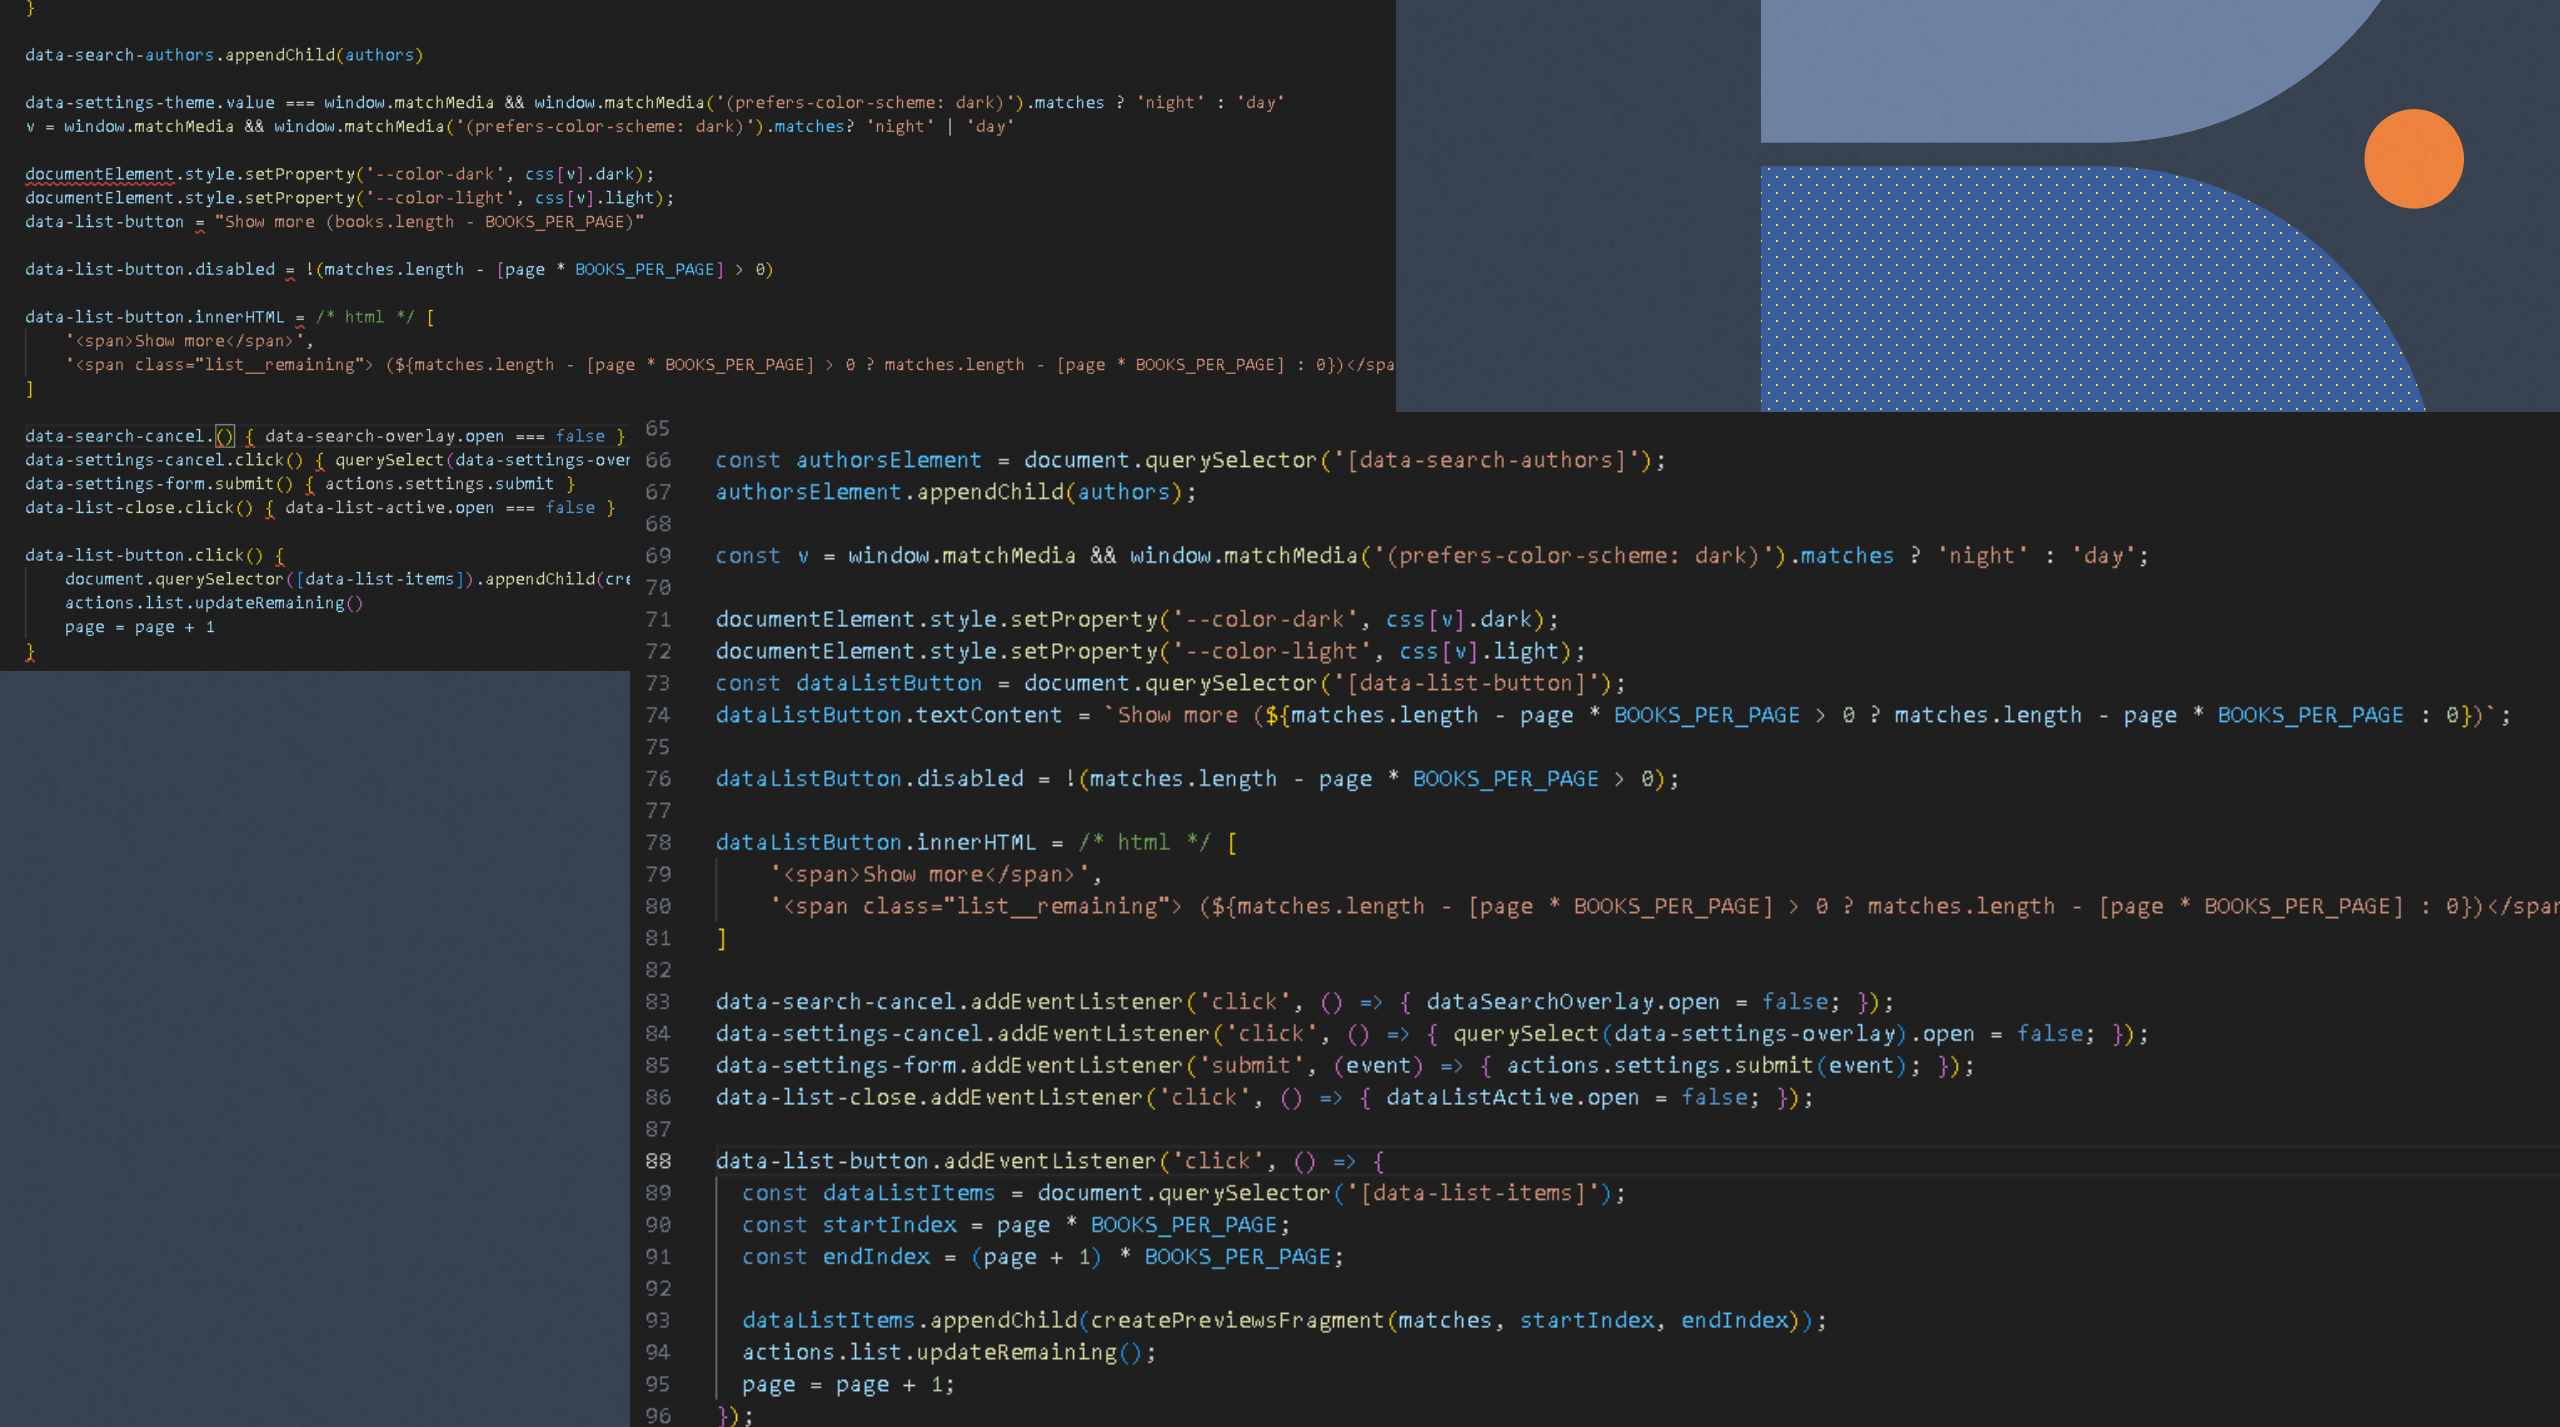 }
data-search-authors.appendChild(authors)
data-settings-theme.value === window.matchMedia && window.matchMedia('(prefers-color-scheme: dark)').matches ? 'night' : 'day'
v = window.matchMedia && window.matchMedia('(prefers-color-scheme: dark)').matches? 'night' | 'day'
documentElement.style.setProperty('--color-dark', css[v].dark);
documentElement.style.setProperty('--color-light', css[v].light);
data-list-button = "Show more (books.length - BOOKS_PER_PAGE)"
data-list-button.disabled = !(matches.length - [page * BOOKS_PER_PAGE] > 0)
data-list-button.innerHTML = /* html */ [
'<span>Show more</span>',
'<span class="list__remaining"> (${matches.length - [page * BOOKS_PER_PAGE] > 0 ? matches.length - [page * BOOKS_PER_PAGE] : 0})</spa
]
data-search-cancel.() { data-search-overlay.open === false }
data-settings-cancel.click() { querySelect(data-settings-over
data-settings-form.submit() { actions.settings.submit }
data-list-close.click() { data-list-active.open === false }
data-list-button.click() {
document.querySelector([data-list-items]).appendChild(cre
actions.list.updateRemaining()
page = page + 1
}
65
66 const authorsElement = document.querySelector('[data-search-authors]');
67 authorsElement.appendChild(authors);
68
69 const v = window.matchMedia && window.matchMedia('(prefers-color-scheme: dark)').matches ? 'night' : 'day';
70
71 documentElement.style.setProperty('--color-dark', css[v].dark);
72 documentElement.style.setProperty('--color-light', css[v].light);
73 const dataListButton = document.querySelector('[data-list-button]');
74 dataListButton.textContent = `Show more (${matches.length - page * BOOKS_PER_PAGE > 0 ? matches.length - page * BOOKS_PER_PAGE : 0})`;
75
76 dataListButton.disabled = !(matches.length - page * BOOKS_PER_PAGE > 0);
77
78 dataListButton.innerHTML = /* html */ [
79 '<span>Show more</span>',
80 '<span class="list__remaining"> (${matches.length - [page * BOOKS_PER_PAGE] > 0 ? matches.length - [page * BOOKS_PER_PAGE] : 0})</span
81 ]
82
83 data-search-cancel.addEventListener('click', () => { dataSearchOverlay.open = false; });
84 data-settings-cancel.addEventListener('click', () => { querySelect(data-settings-overlay).open = false; });
85 data-settings-form.addEventListener('submit', (event) => { actions.settings.submit(event); });
86 data-list-close.addEventListener('click', () => { dataListActive.open = false; });
87
88 data-list-button.addEventListener('click', () => {
89 const dataListItems = document.querySelector('[data-list-items]');
90 const startIndex = page * BOOKS_PER_PAGE;
91 const endIndex = (page + 1) * BOOKS_PER_PAGE;
92
93 dataListItems.appendChild(createPreviewsFragment(matches, startIndex, endIndex));
94 actions.list.updateRemaining();
95 page = page + 1;
96 });